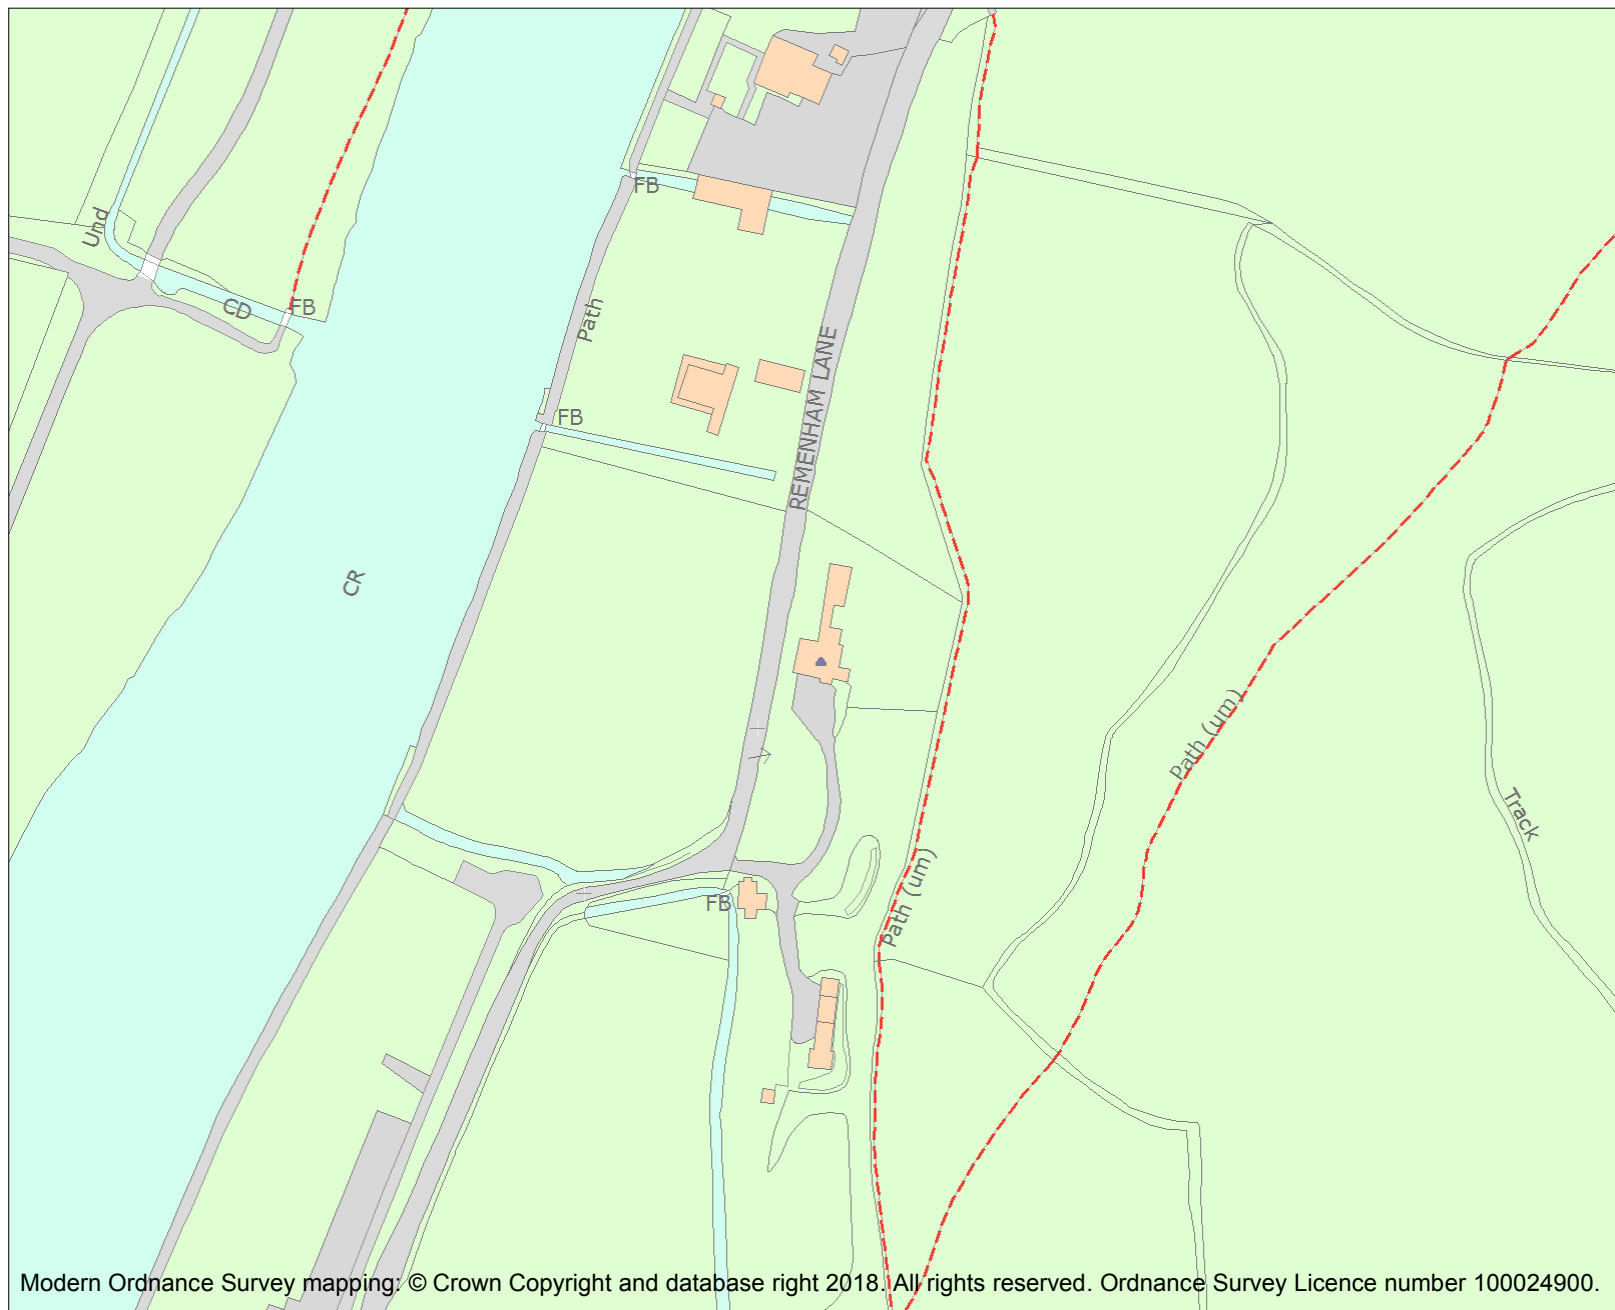 FB
Und
CD
FB
Path
REMENHAM LANE
FB
CR
Path (um)
Track
Path (um)
FB
Modern Ordnance Survey mapping: © Crown Copyright and database right 2018. All rights reserved. Ordnance Survey Licence number 100024900.